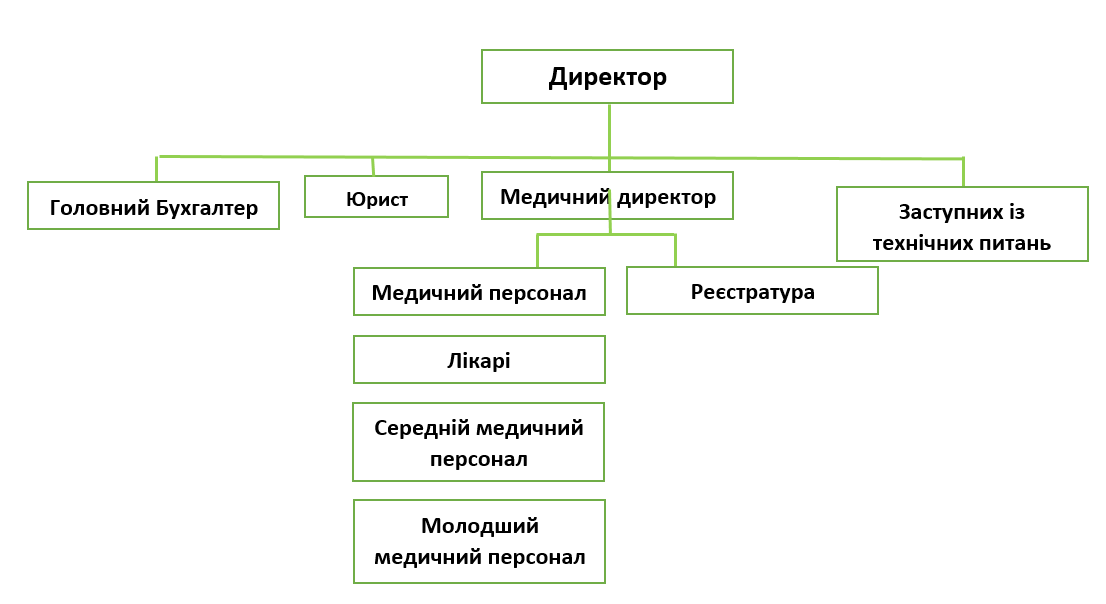 Директор
Головний Бухгалтер
Юрист
Медичний директор
Заступних із
технічних питань
Медичний персонал
Реєстратура
Лікарі
Середній медичний
персонал
Молодший
медичний персонал